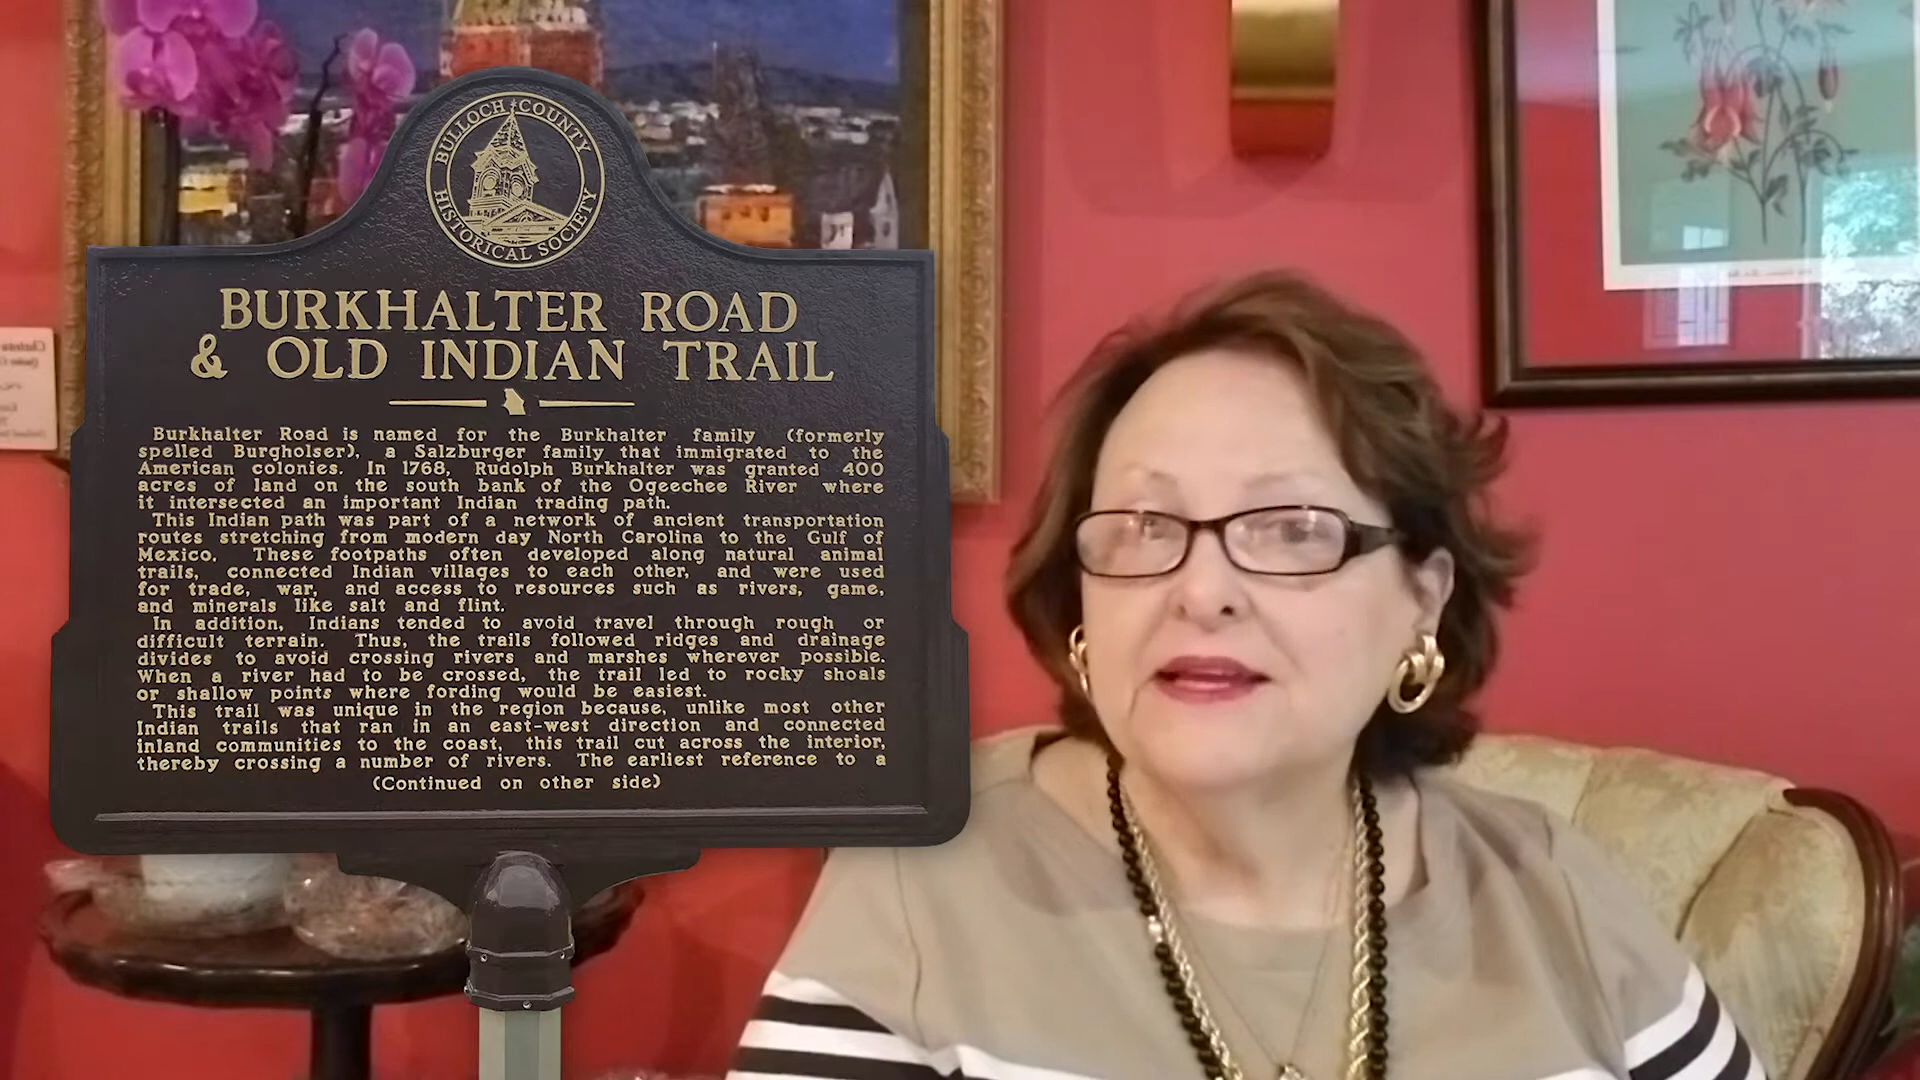 BULLOCH COUNTY
HISTORICAL SOCIETY
BURKHALTER ROAD
& OLD INDIAN TRAIL
Burkhalter Road is named for the Burkhalter family (formerly
spelled Burgholser), a Salzburger family that immigrated to the
American colonies. In 1768, Rudolph Burkhalter was granted 400
acres of land on the south bank of the Ogeechee River where
it intersected an important Indian trading path.
This Indian path was part of a network of ancient transportation
routes stretching from modern day North Carolina to the Gulf of
Mexico. These footpaths often developed along natural animal
trails, connected Indian villages to each other, and were used
for trade, war, and access to resources such as rivers, game,
and minerals like salt and flint.
In addition, Indians tended to avoid travel through rough or
difficult terrain. Thus, the trails followed ridges and drainage
divides to avoid crossing rivers and marshes wherever possible.
When a river had to be crossed, the trail led to rocky shoals
or shallow points where fording would be easiest.
This trail was unique in the region because, unlike most other
Indian trails that ran in an east-west direction and connected
inland communities to the coast, this trail cut across the interior,
thereby crossing a number of rivers. The earliest reference to a
(Continued on other side)